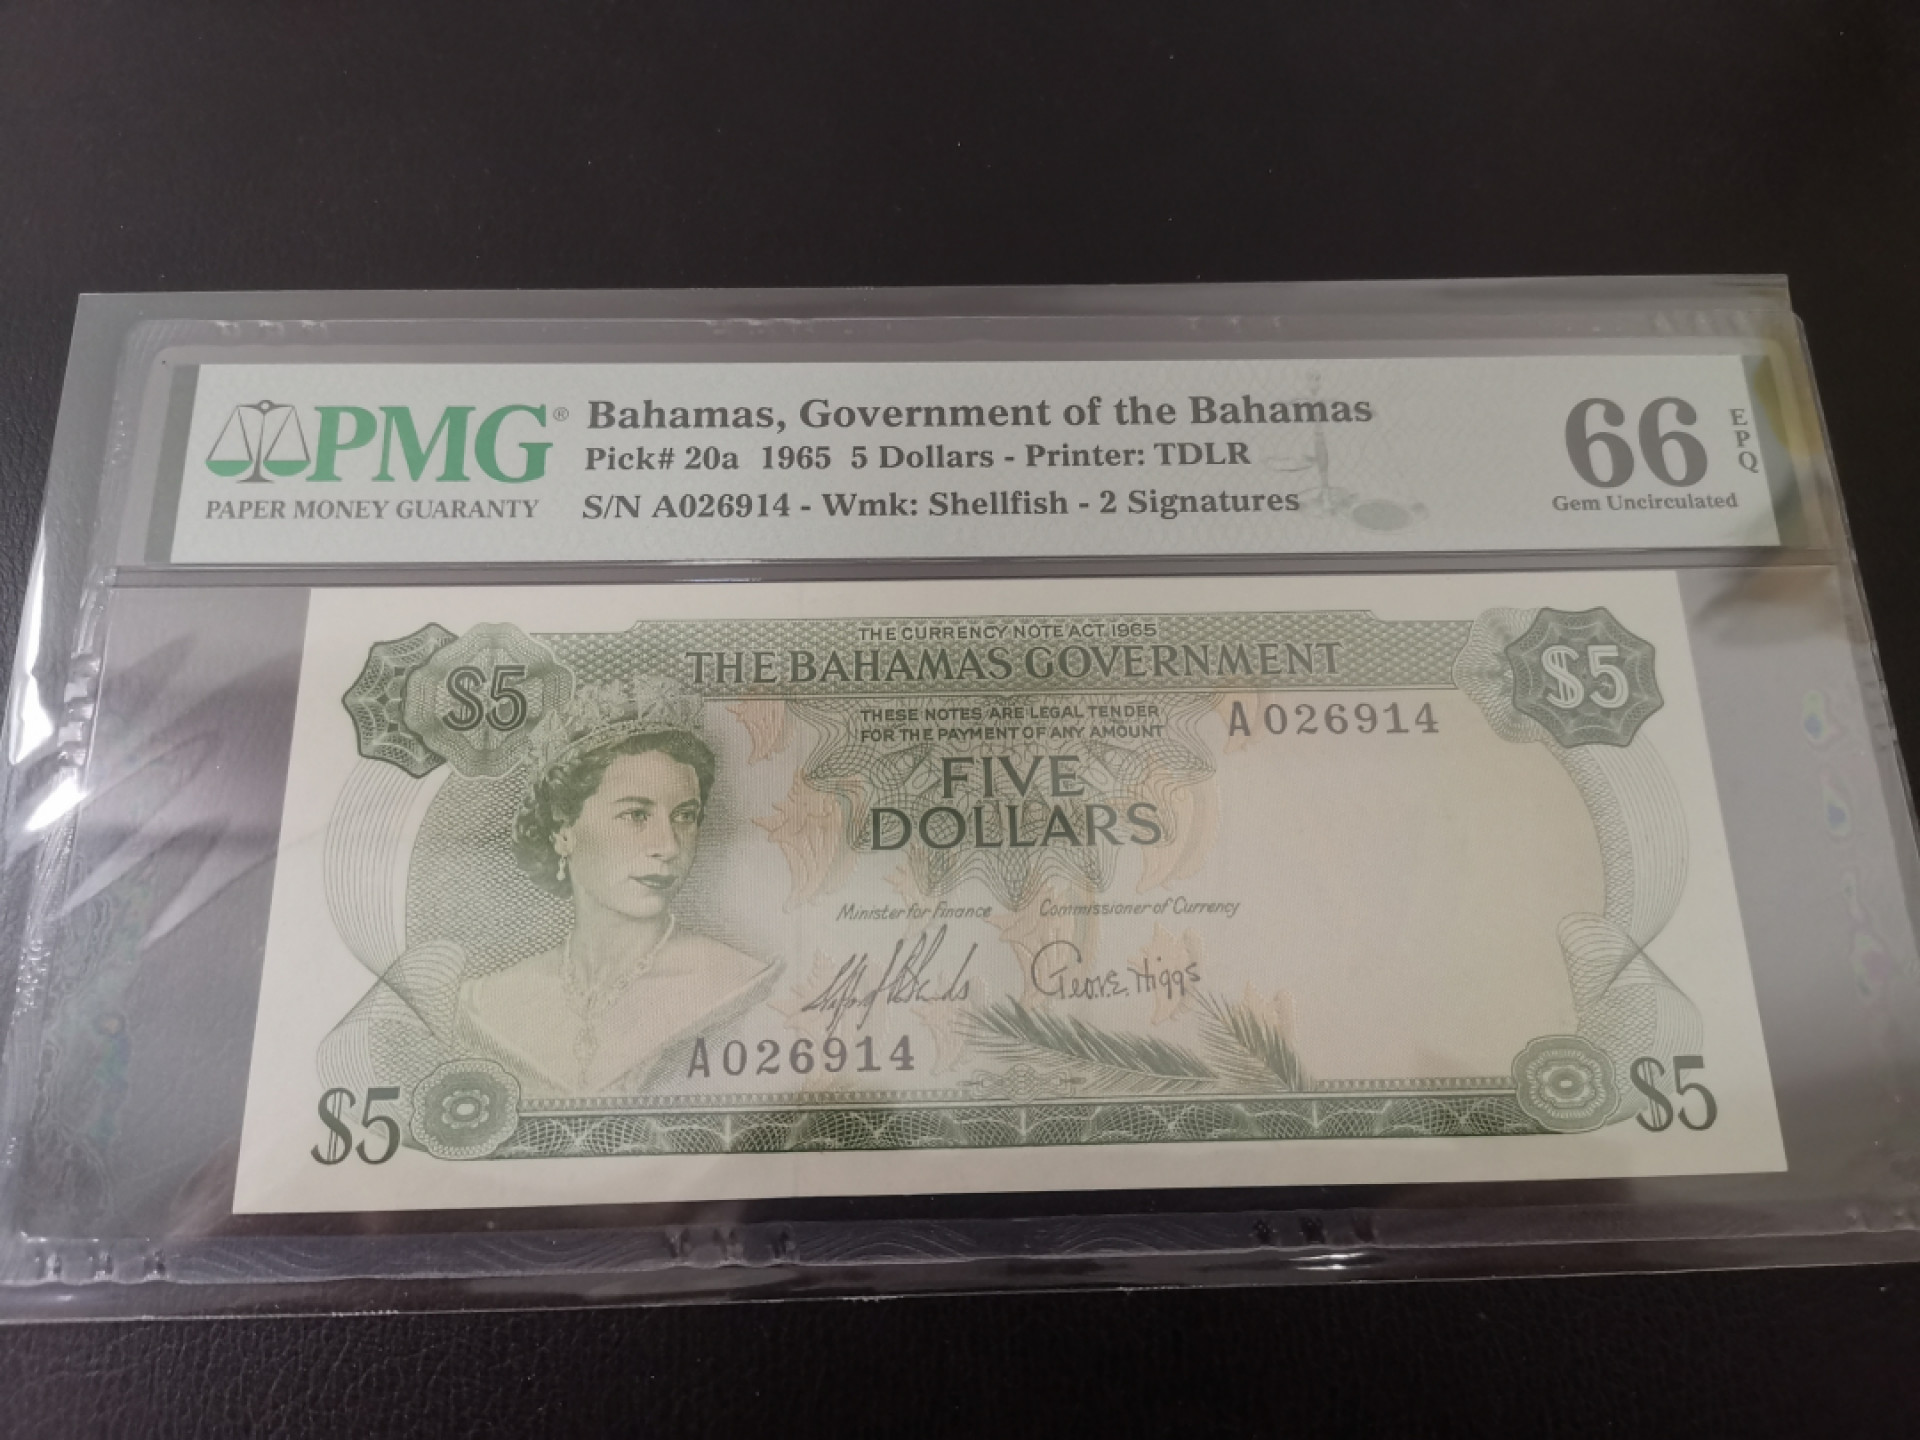 PMG®
PAPER MONEY GUARANTY
Bahamas, Government of the Bahamas
Pick# 20a 1965 5 Dollars - Printer: TDLR
S/N A026914 - Wmk: Shellfish - 2 Signatures
66
EPQ
Gem Uncirculated
THE CURRENCY NOTE ACT 1965
THE BAHAMAS GOVERNMENT
$5
$5
THESE NOTES ARE LEGAL TENDER
FOR THE PAYMENT OF ANY AMOUNT
A 026914
FIVE
DOLLARS
Minister for Finance
Commissioner of Currency
Geo. E. Higgs
A 026914
$5
$5